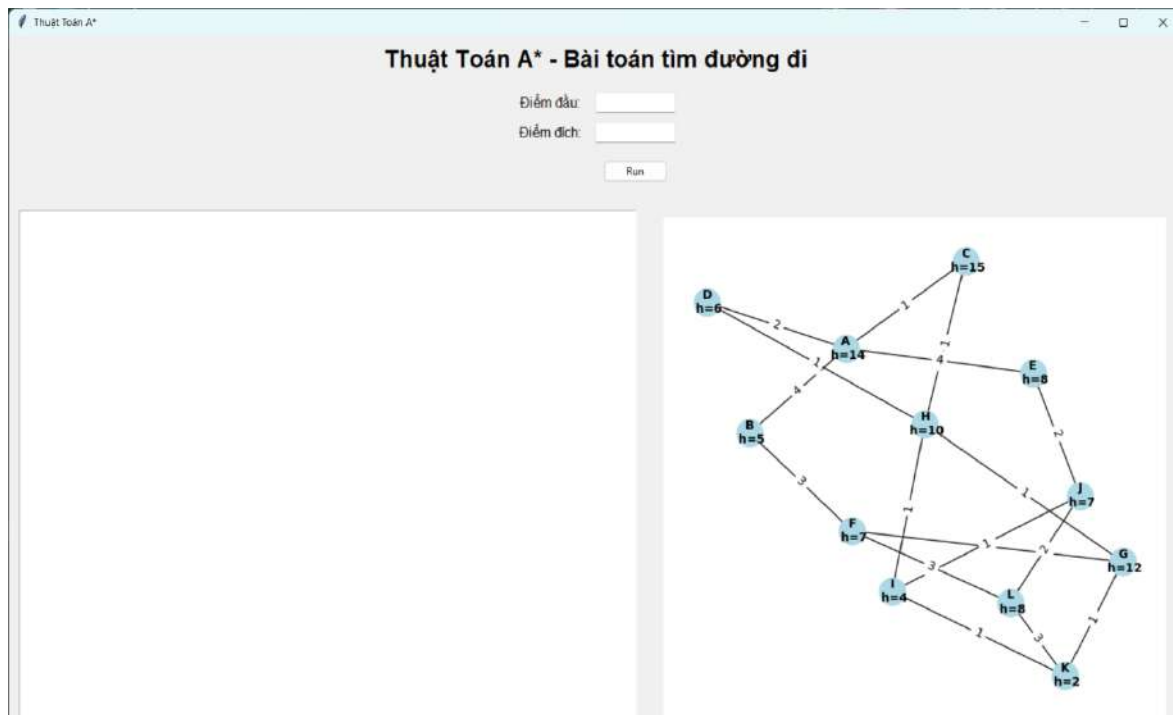 Thuật Toán A*
Thuật Toán A* - Bài toán tìm đường đi
Điểm đầu:
Điểm đích:
Run
C
h=15
D
h=6
1
2
A
h=14
1
1
4
E
h=8
4
H
h=10
B
h=5
2
3
J
h=7
1
F
h=7
1
1
2
G
h=12
3
I
h=4
L
h=8
1
1
3
K
h=2